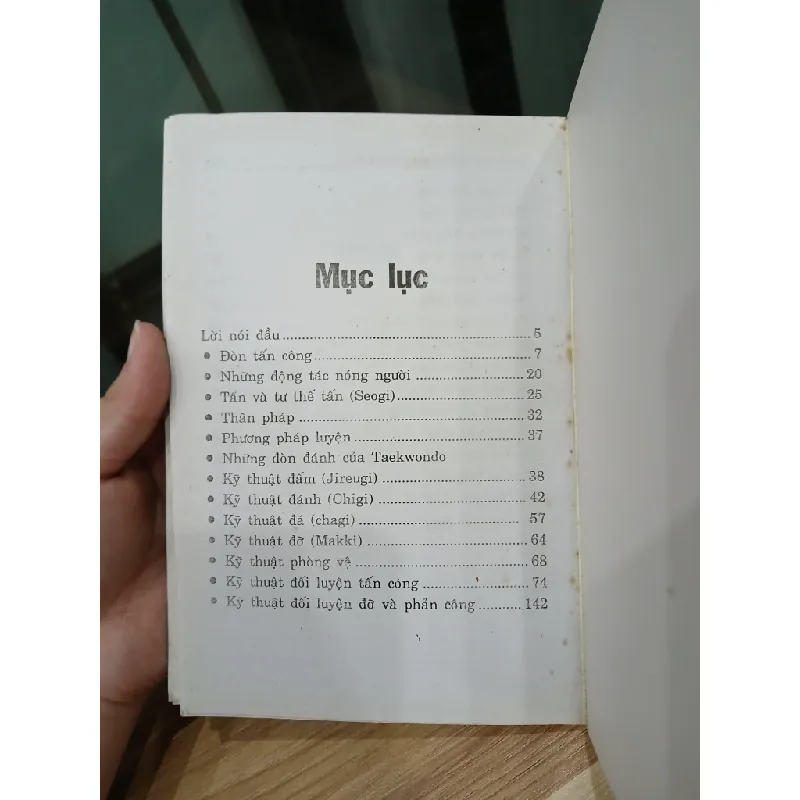 Mục lục
Lời nói đầu .......... 5
• Đòn tấn công .......... 7
• Những động tác nóng người .......... 20
• Tấn và tư thế tấn (Seogi) .......... 25
• Thân pháp .......... 32
• Phương pháp luyện .......... 37
• Những đòn đánh của Taekwondo
• Kỹ thuật đấm (Jireugi) .......... 38
• Kỹ thuật đánh (Chigi) .......... 42
• Kỹ thuật đá (chagi) .......... 57
• Kỹ thuật đỡ (Makki) .......... 64
• Kỹ thuật phòng vệ .......... 68
• Kỹ thuật đối luyện tấn công .......... 74
• Kỹ thuật đối luyện đỡ và phản công .......... 142